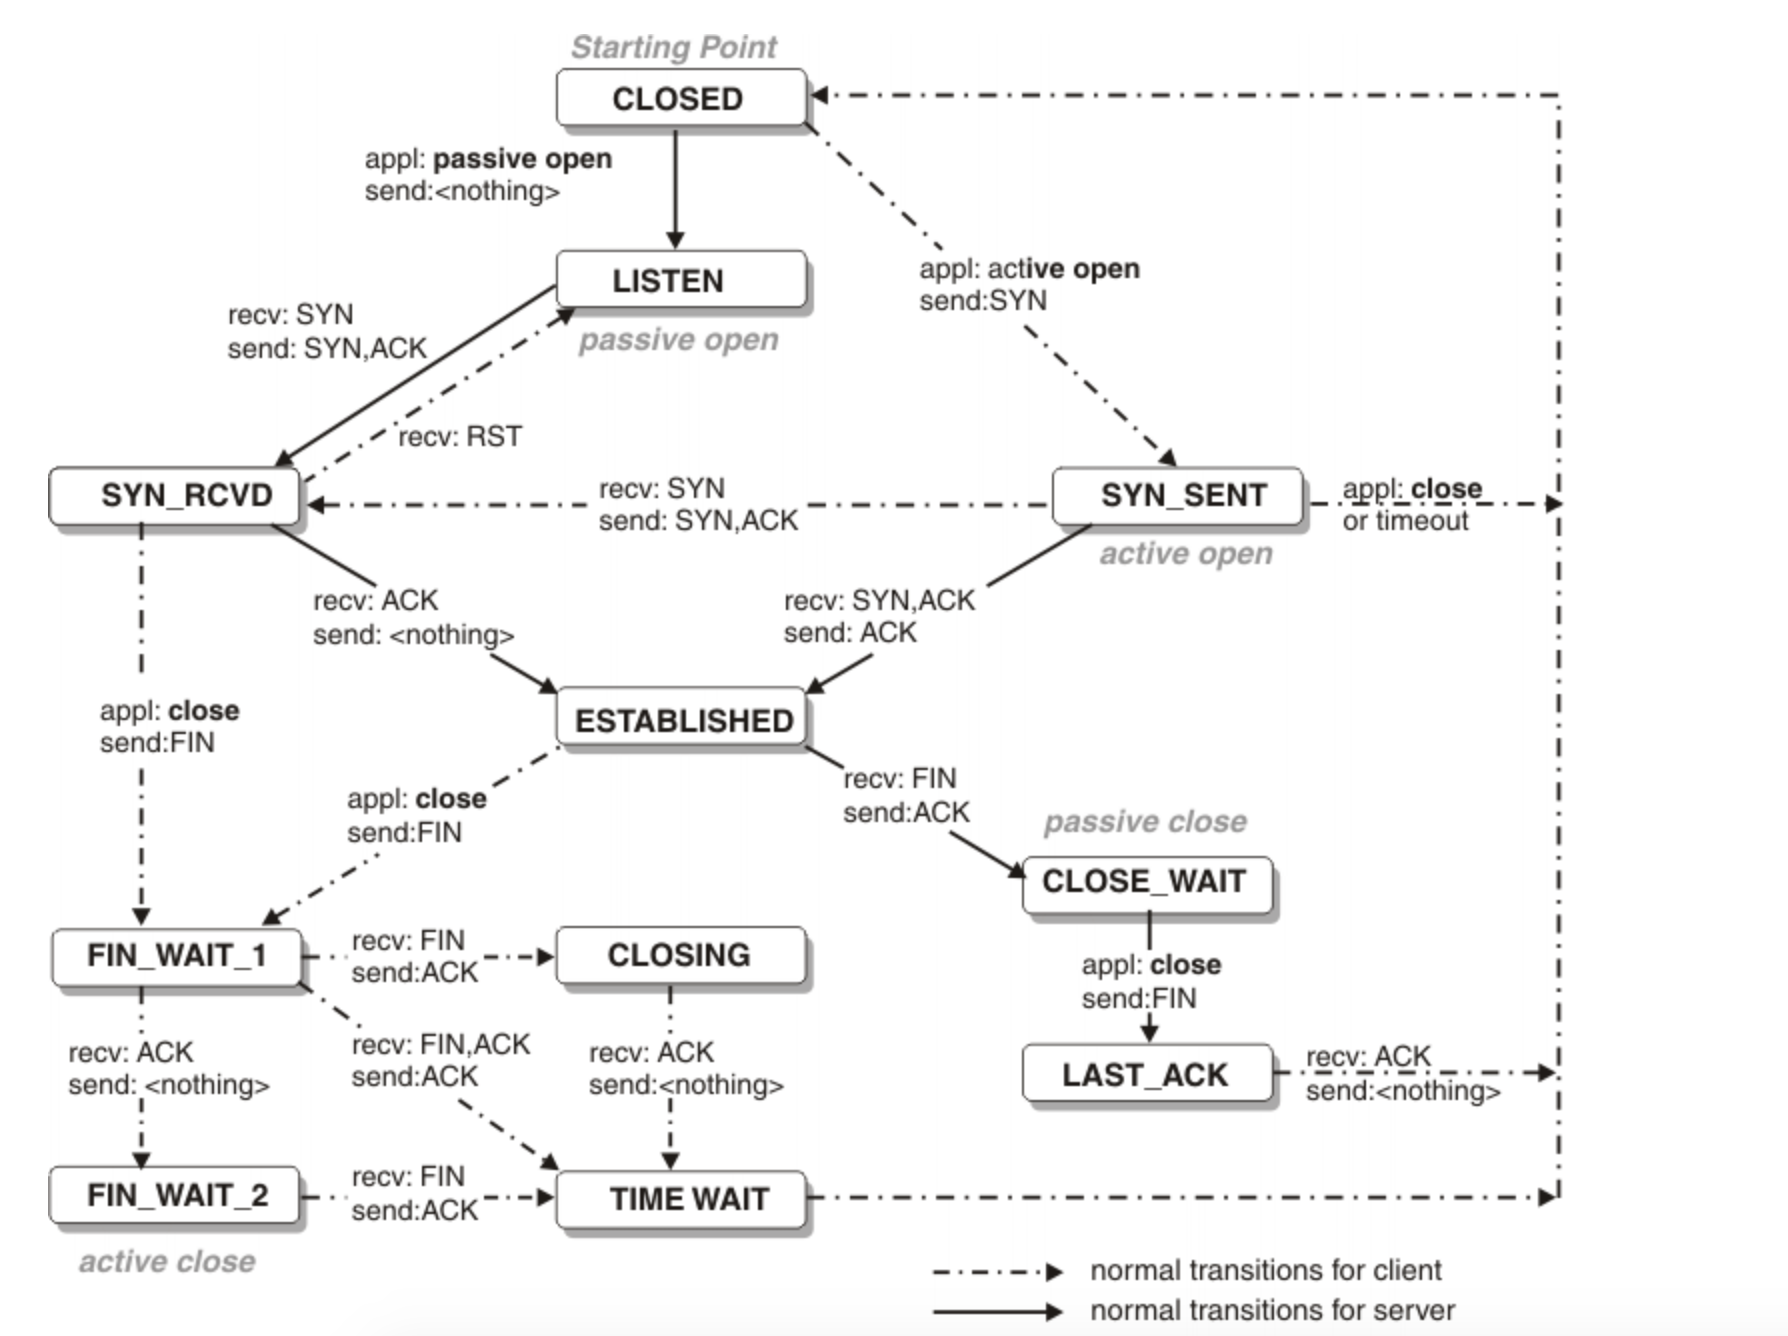 Starting Point
CLOSED
appl: passive open
send:<nothing>
LISTEN
passive open
appl: active open
send:SYN
recv: SYN
send: SYN,ACK
recv: RST
SYN_RCVD
recv: SYN
send: SYN,ACK
SYN_SENT
active open
appl: close
or timeout
recv: ACK
send: <nothing>
recv: SYN,ACK
send: ACK
appl: close
send:FIN
ESTABLISHED
appl: close
send:FIN
recv: FIN
send:ACK
passive close
CLOSE_WAIT
FIN_WAIT_1
recv: FIN
send:ACK
CLOSING
appl: close
send:FIN
recv: ACK
send: <nothing>
recv: FIN,ACK
send:ACK
recv: ACK
send:<nothing>
LAST_ACK
recv: ACK
send:<nothing>
FIN_WAIT_2
recv: FIN
send:ACK
TIME WAIT
active close
normal transitions for client
normal transitions for server